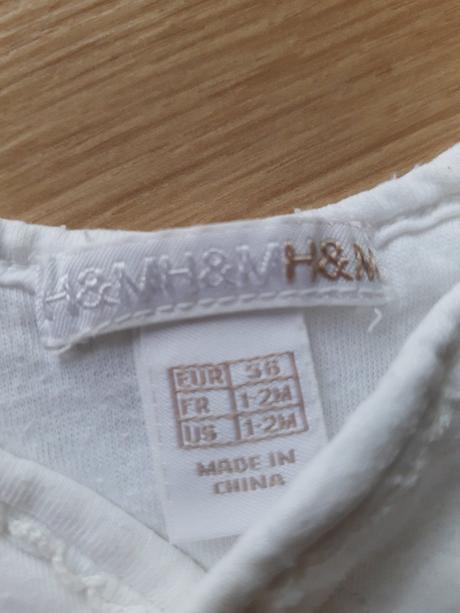 H&MH&MH&M
EUR 56
FR 1-2M
US 1-2M
MADE IN
CHINA